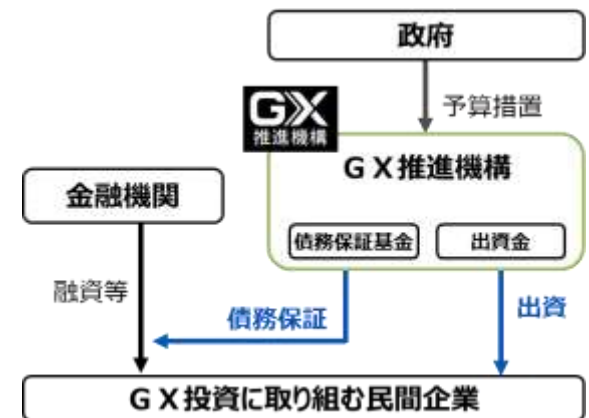 政府
予算措置
GX
推進機構
GX推進機構
金融機関
債務保証基金
出資金
融資等
債務保証
出資
GX投資に取り組む民間企業